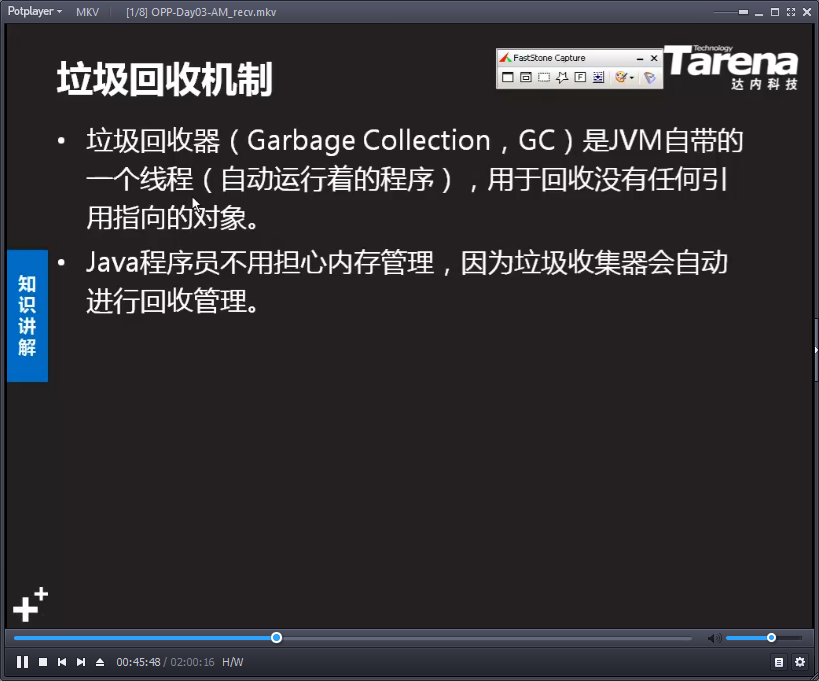 Potplayer MKV [1/8] OPP-Day03-AM_recv.mkv
FastStone Capture
Technology
Tarena
达内科技
垃圾回收机制
• 垃圾回收器（Garbage Collection，GC）是JVM自带的
一个线程（自动运行着的程序），用于回收没有任何引
用指向的对象。
• Java程序员不用担心内存管理，因为垃圾收集器会自动
进行回收管理。
知
识
讲
解
00:45:48 / 02:00:16 H/W